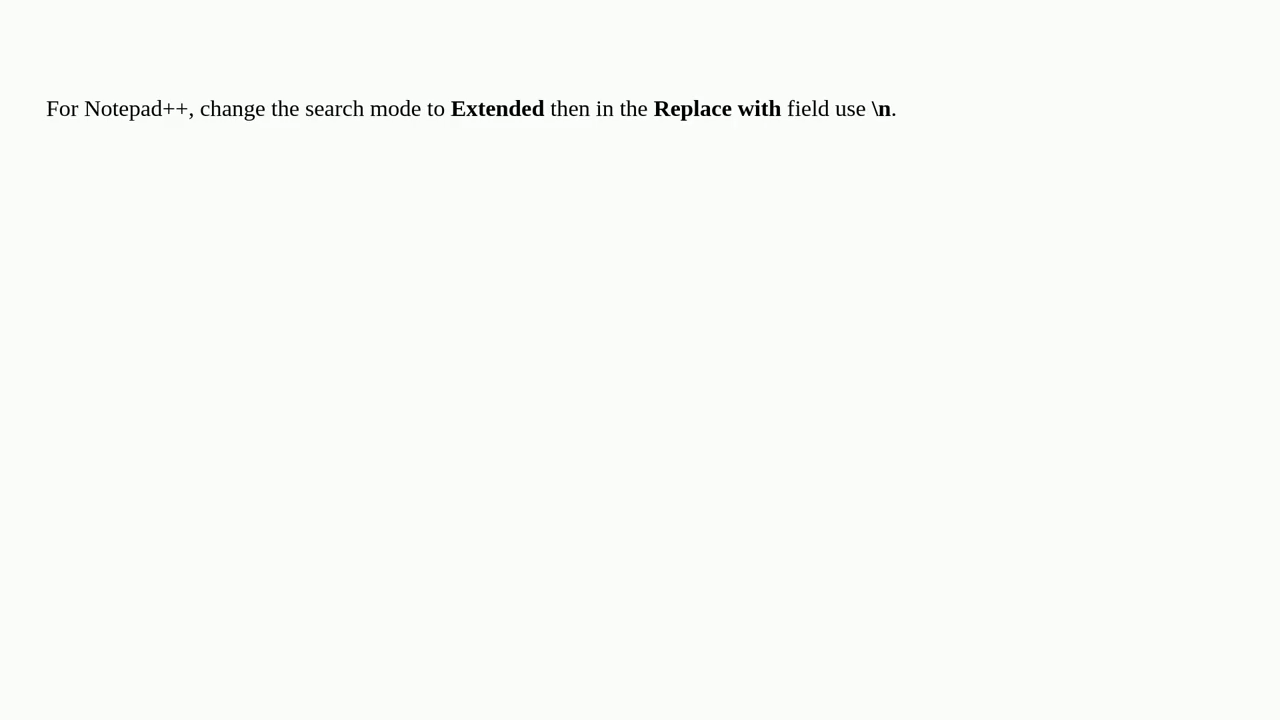 For Notepad++, change the search mode to Extended then in the Replace with field use \n.